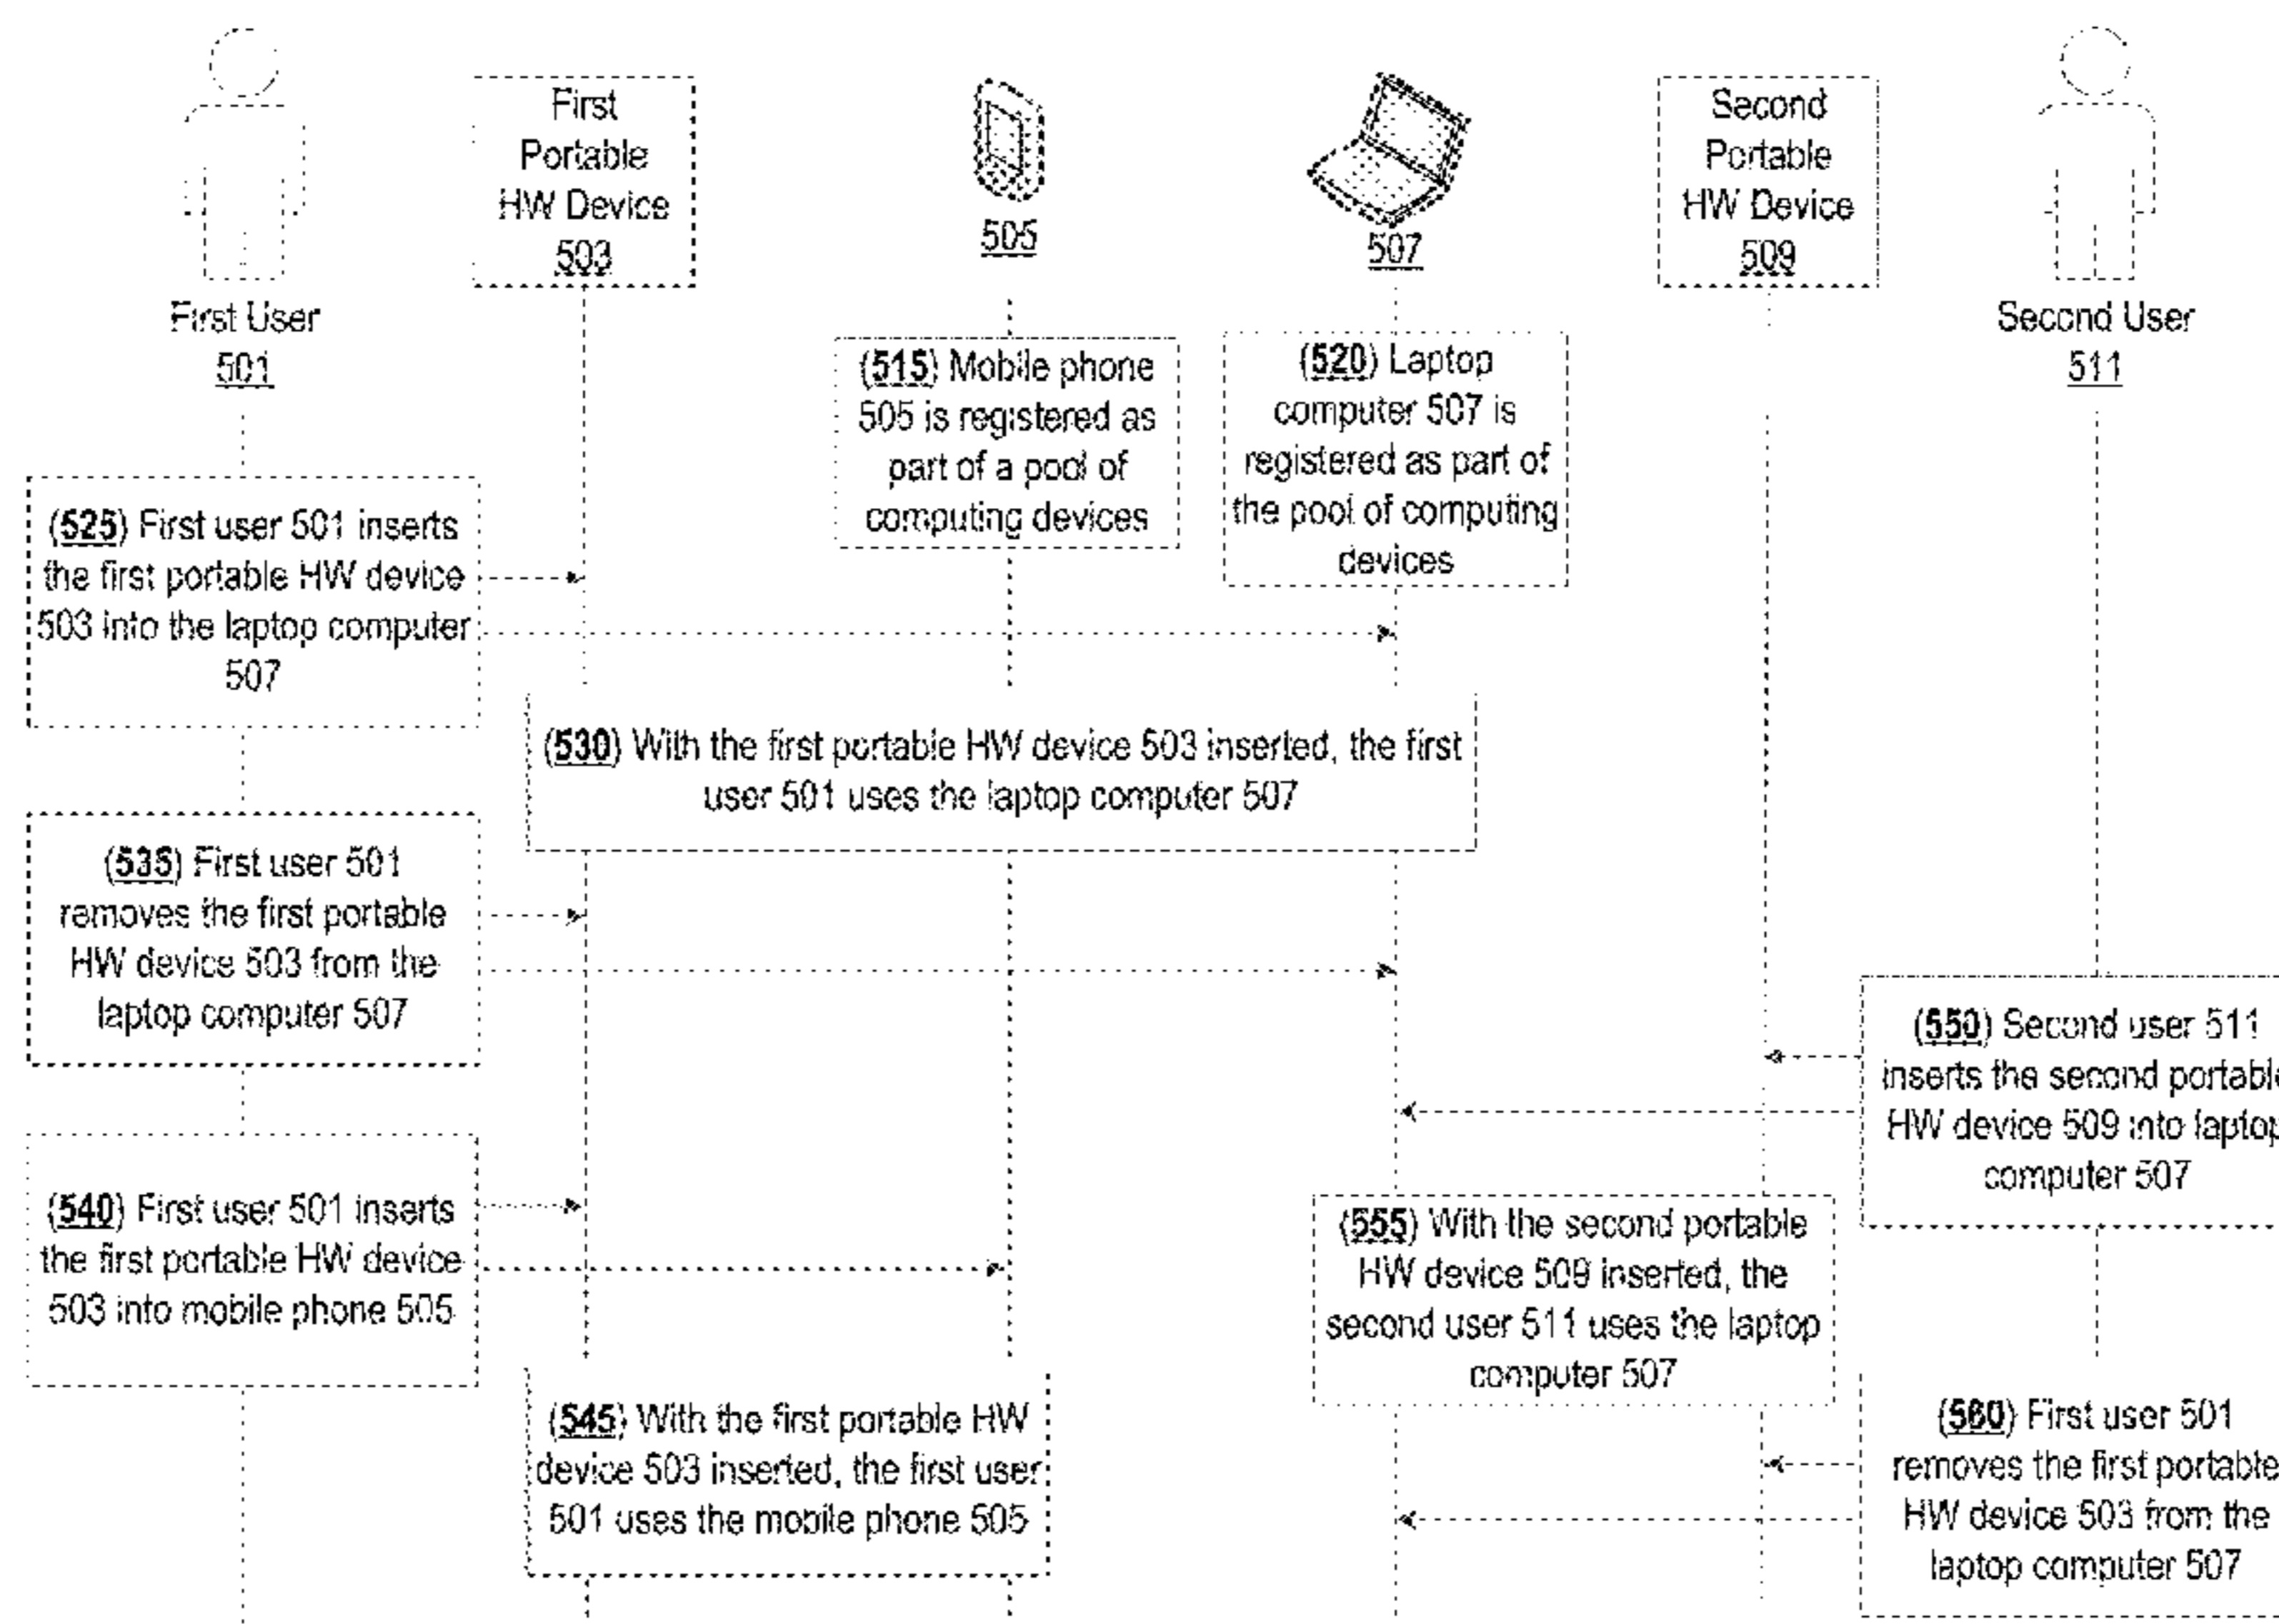 First
Portable
HW Device
503
505
507
Second
Portable
HW Device
509
First User
501
Second User
511
(515) Mobile phone
505 is registered as
part of a pool of
computing devices
(520) Laptop
computer 507 is
registered as part of
the pool of computing
devices
(525) First user 501 inserts
the first portable HW device
503 into the laptop computer
507
(530) With the first portable HW device 503 inserted, the first
user 501 uses the laptop computer 507
(535) First user 501
removes the first portable
HW device 503 from the
laptop computer 507
(550) Second user 511
inserts the second portable
HW device 509 into laptop
computer 507
(540) First user 501 inserts
the first portable HW device
503 into mobile phone 505
(555) With the second portable
HW device 509 inserted, the
second user 511 uses the laptop
computer 507
(545) With the first portable HW
device 503 inserted, the first user
501 uses the mobile phone 505
(560) First user 501
removes the first portable
HW device 503 from the
laptop computer 507